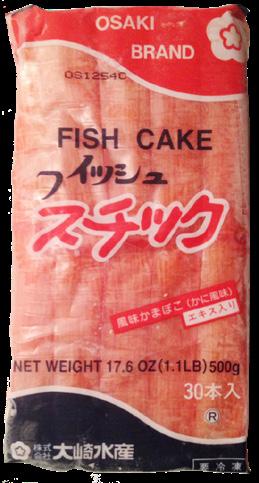 OSAKI
BRAND
OS1254C
FISH CAKE
フィッシュ
スチック
風味かまぼこ(かに風味)
エキス入り
NET WEIGHT 17.6 OZ (1.1LB) 500g
30本入
®
株式会社 大崎水産
要冷凍